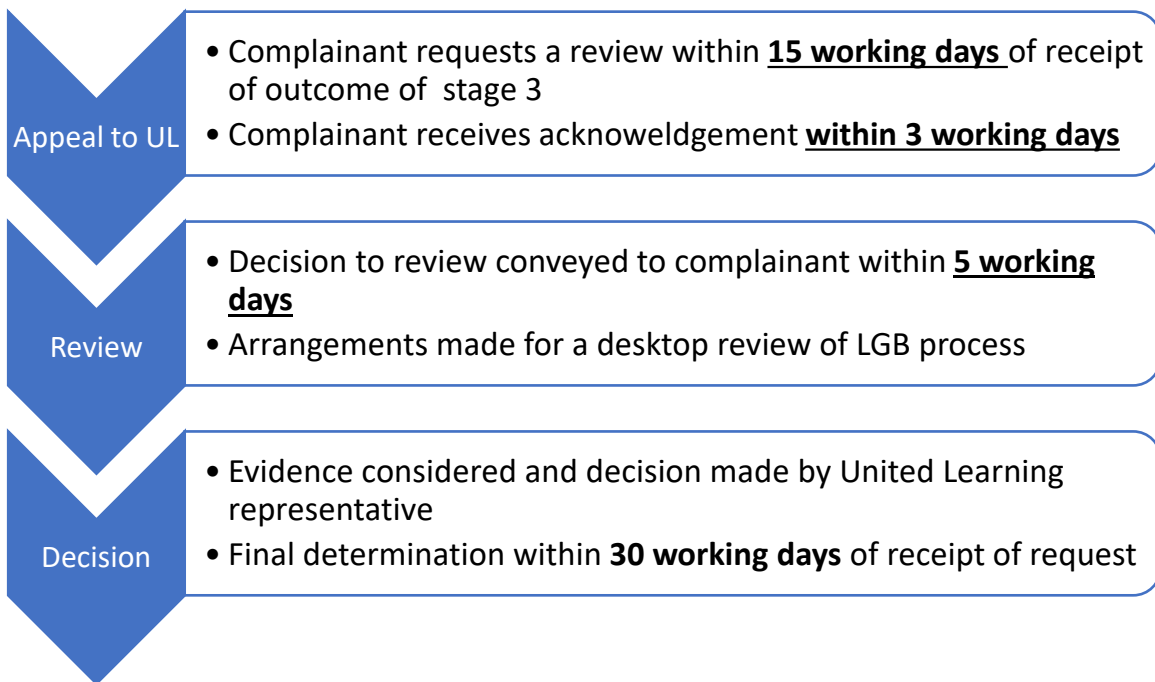 Appeal to UL
• Complainant requests a review within 15 working days of receipt
of outcome of stage 3
• Complainant receives acknoweldgement within 3 working days
Review
• Decision to review conveyed to complainant within 5 working
days
• Arrangements made for a desktop review of LGB process
Decision
• Evidence considered and decision made by United Learning
representative
• Final determination within 30 working days of receipt of request